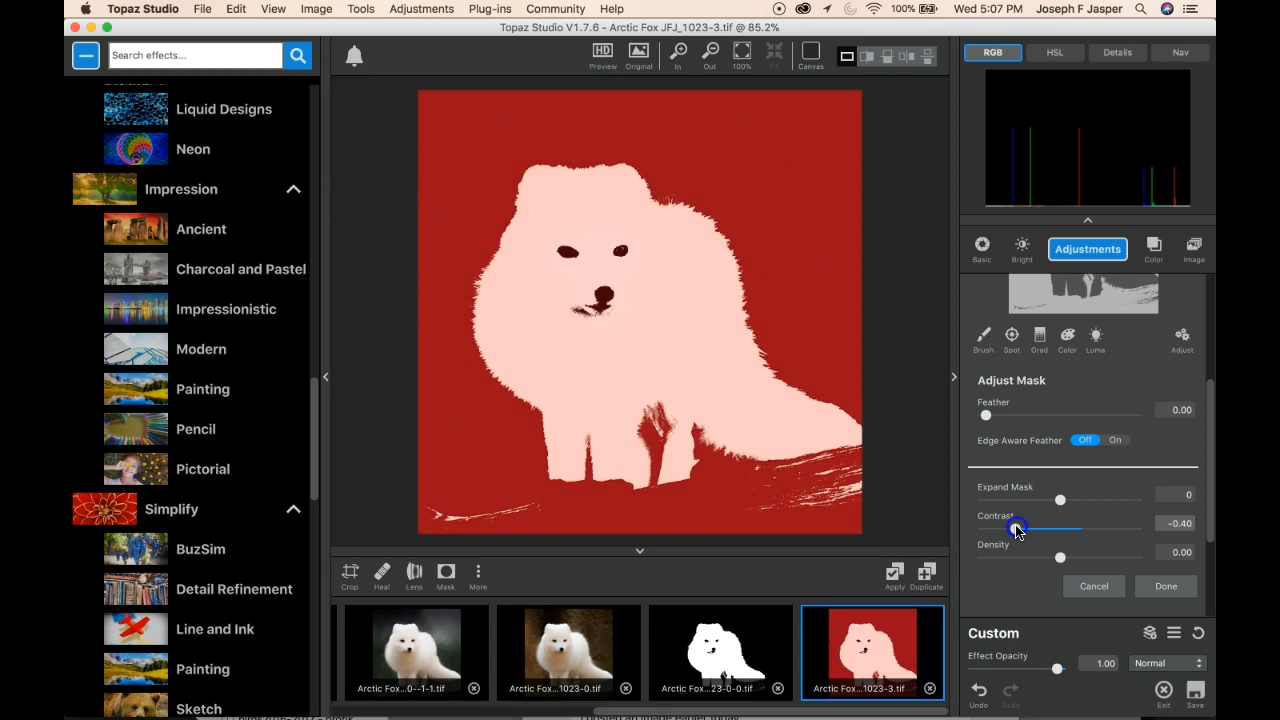 Topaz Studio File Edit View Image Tools Adjustments Plug-ins Community Help 100% Wed 5:07 PM Joseph F Jasper
Topaz Studio V1.7.6 - Arctic Fox JFJ_1023-3.tif @ 85.2%
Search effects...
Preview Original In Out 100% Fit Canvas
RGB HSL Details Nav
Liquid Designs
Neon
Impression
Ancient
Charcoal and Pastel
Impressionistic
Modern
Painting
Pencil
Pictorial
Simplify
BuzSim
Detail Refinement
Line and Ink
Painting
Sketch
Basic Bright Adjustments Color Image
Brush Spot Grad Color Luma Adjust
Adjust Mask
Feather
0.00
Edge Aware Feather Off On
Expand Mask
0
Contrast
-0.40
Density
0.00
Cancel Done
Crop Heal Lens Mask More Apply Duplicate
Arctic Fox...0--1-1.tif
Arctic Fox...1023-0.tif
Arctic Fox...23-0-0.tif
Arctic Fox...1023-3.tif
Custom
Effect Opacity
1.00 Normal
Undo Redo Exit Save